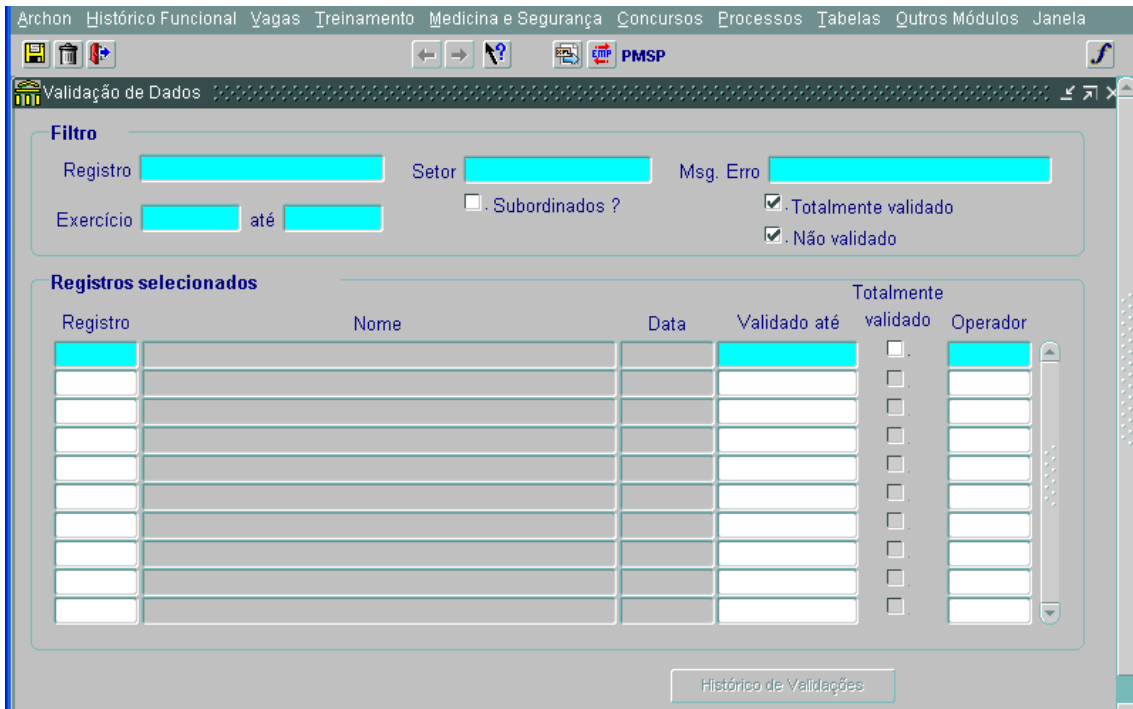 Archon Histórico Funcional Vagas Treinamento Medicina e Segurança Concursos Processos Tabelas Outros Módulos Janela
EMP PMSP
Validação de Dados
Filtro
Registro Setor Msg. Erro
Subordinados ? Totalmente validado
Exercício até
Não validado
Registros selecionados
Totalmente
Registro Nome Data Validado até validado Operador
Histórico de Validações